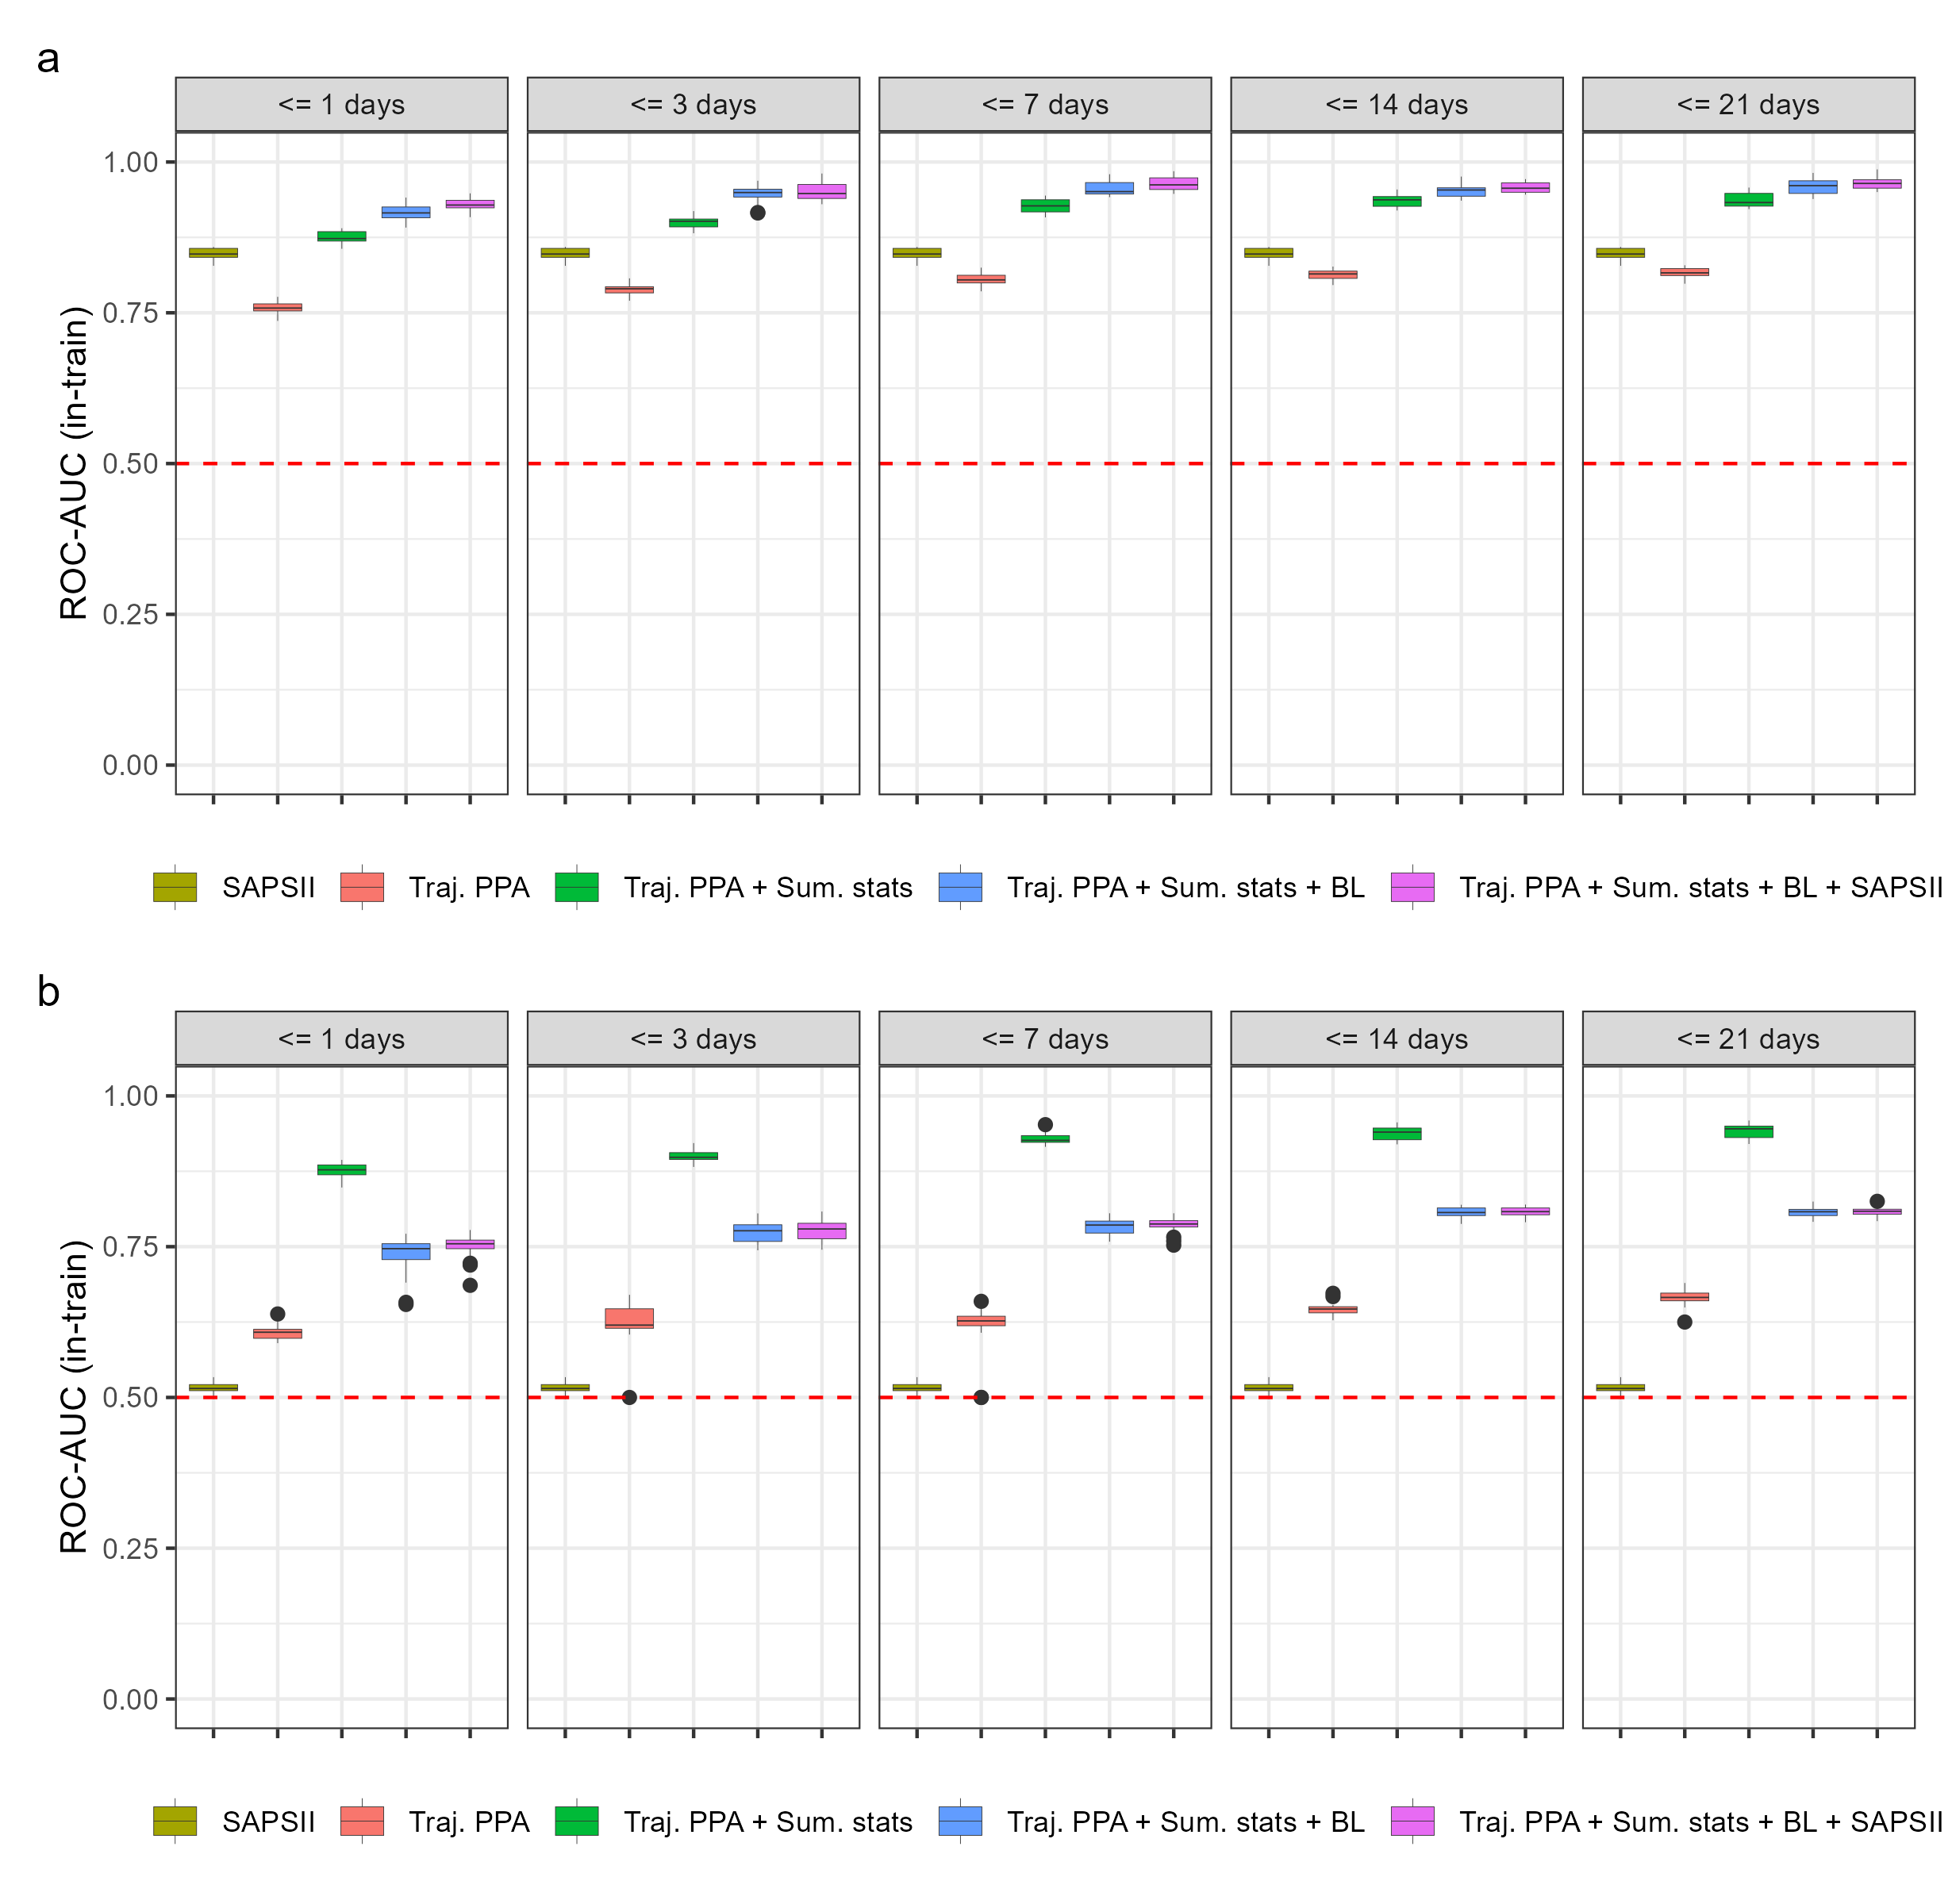 a
<= 1 days <= 3 days <= 7 days <= 14 days <= 21 days
ROC-AUC (in-train)
1.00
0.75
0.50
0.25
0.00
SAPSII Traj. PPA Traj. PPA + Sum. stats Traj. PPA + Sum. stats + BL Traj. PPA + Sum. stats + BL + SAPSII
b
<= 1 days <= 3 days <= 7 days <= 14 days <= 21 days
ROC-AUC (in-train)
1.00
0.75
0.50
0.25
0.00
SAPSII Traj. PPA Traj. PPA + Sum. stats Traj. PPA + Sum. stats + BL Traj. PPA + Sum. stats + BL + SAPSII